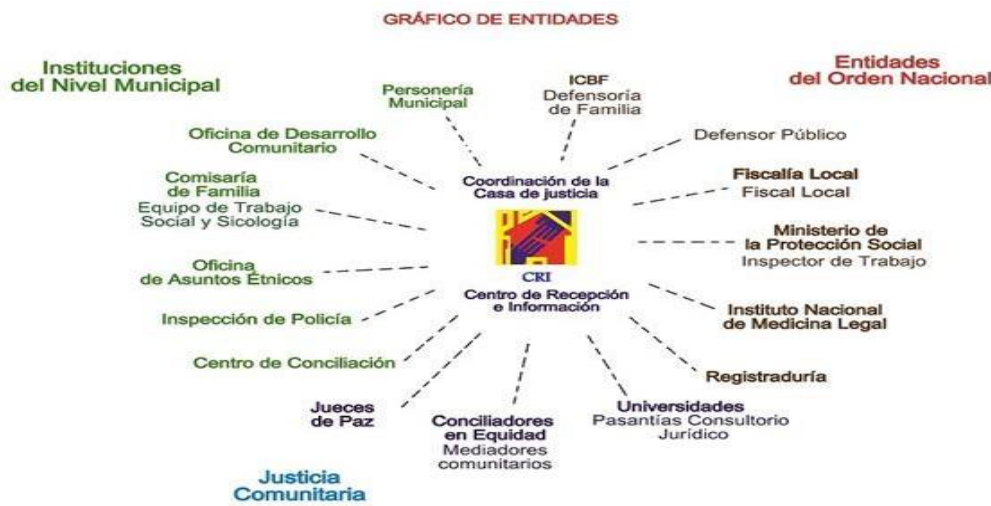 GRÁFICO DE ENTIDADES
Instituciones
del Nivel Municipal
Entidades
del Orden Nacional
Personería
Municipal
ICBF
Defensoría
de Familia
Oficina de Desarrollo
Comunitario
Defensor Público
Comisaría
de Familia
Equipo de Trabajo
Social y Sicología
Coordinación de la
Casa de justicia
Fiscalía Local
Fiscal Local
Ministerio de
la Protección Social
Inspector de Trabajo
Oficina
de Asuntos Étnicos
CRI
Centro de Recepción
e Información
Inspección de Policía
Instituto Nacional
de Medicina Legal
Centro de Conciliación
Registraduría
Jueces
de Paz
Conciliadores
en Equidad
Mediadores
comunitarios
Universidades
Pasantías Consultorio
Jurídico
Justicia
Comunitaria